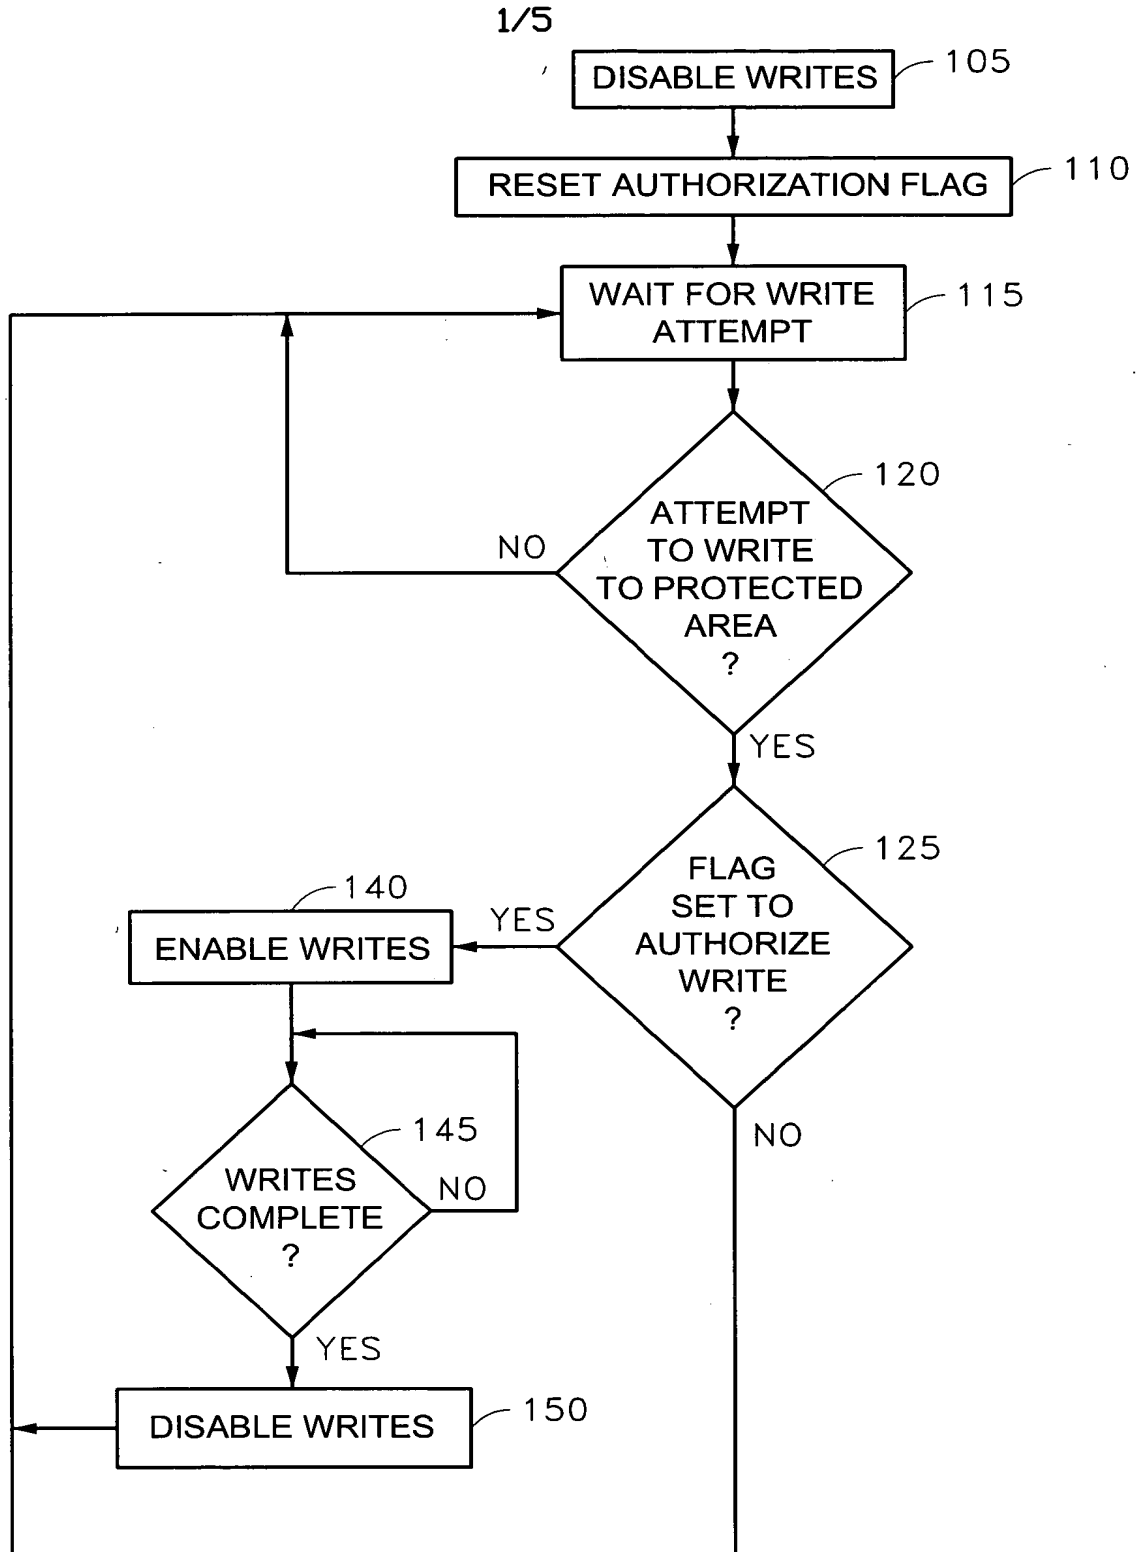 1/5
DISABLE WRITES
105
RESET AUTHORIZATION FLAG
110
WAIT FOR WRITE
ATTEMPT
115
120
ATTEMPT
TO WRITE
TO PROTECTED
AREA
?
NO
YES
125
FLAG
SET TO
AUTHORIZE
WRITE
?
YES
NO
140
ENABLE WRITES
145
WRITES
COMPLETE
?
NO
YES
DISABLE WRITES
150